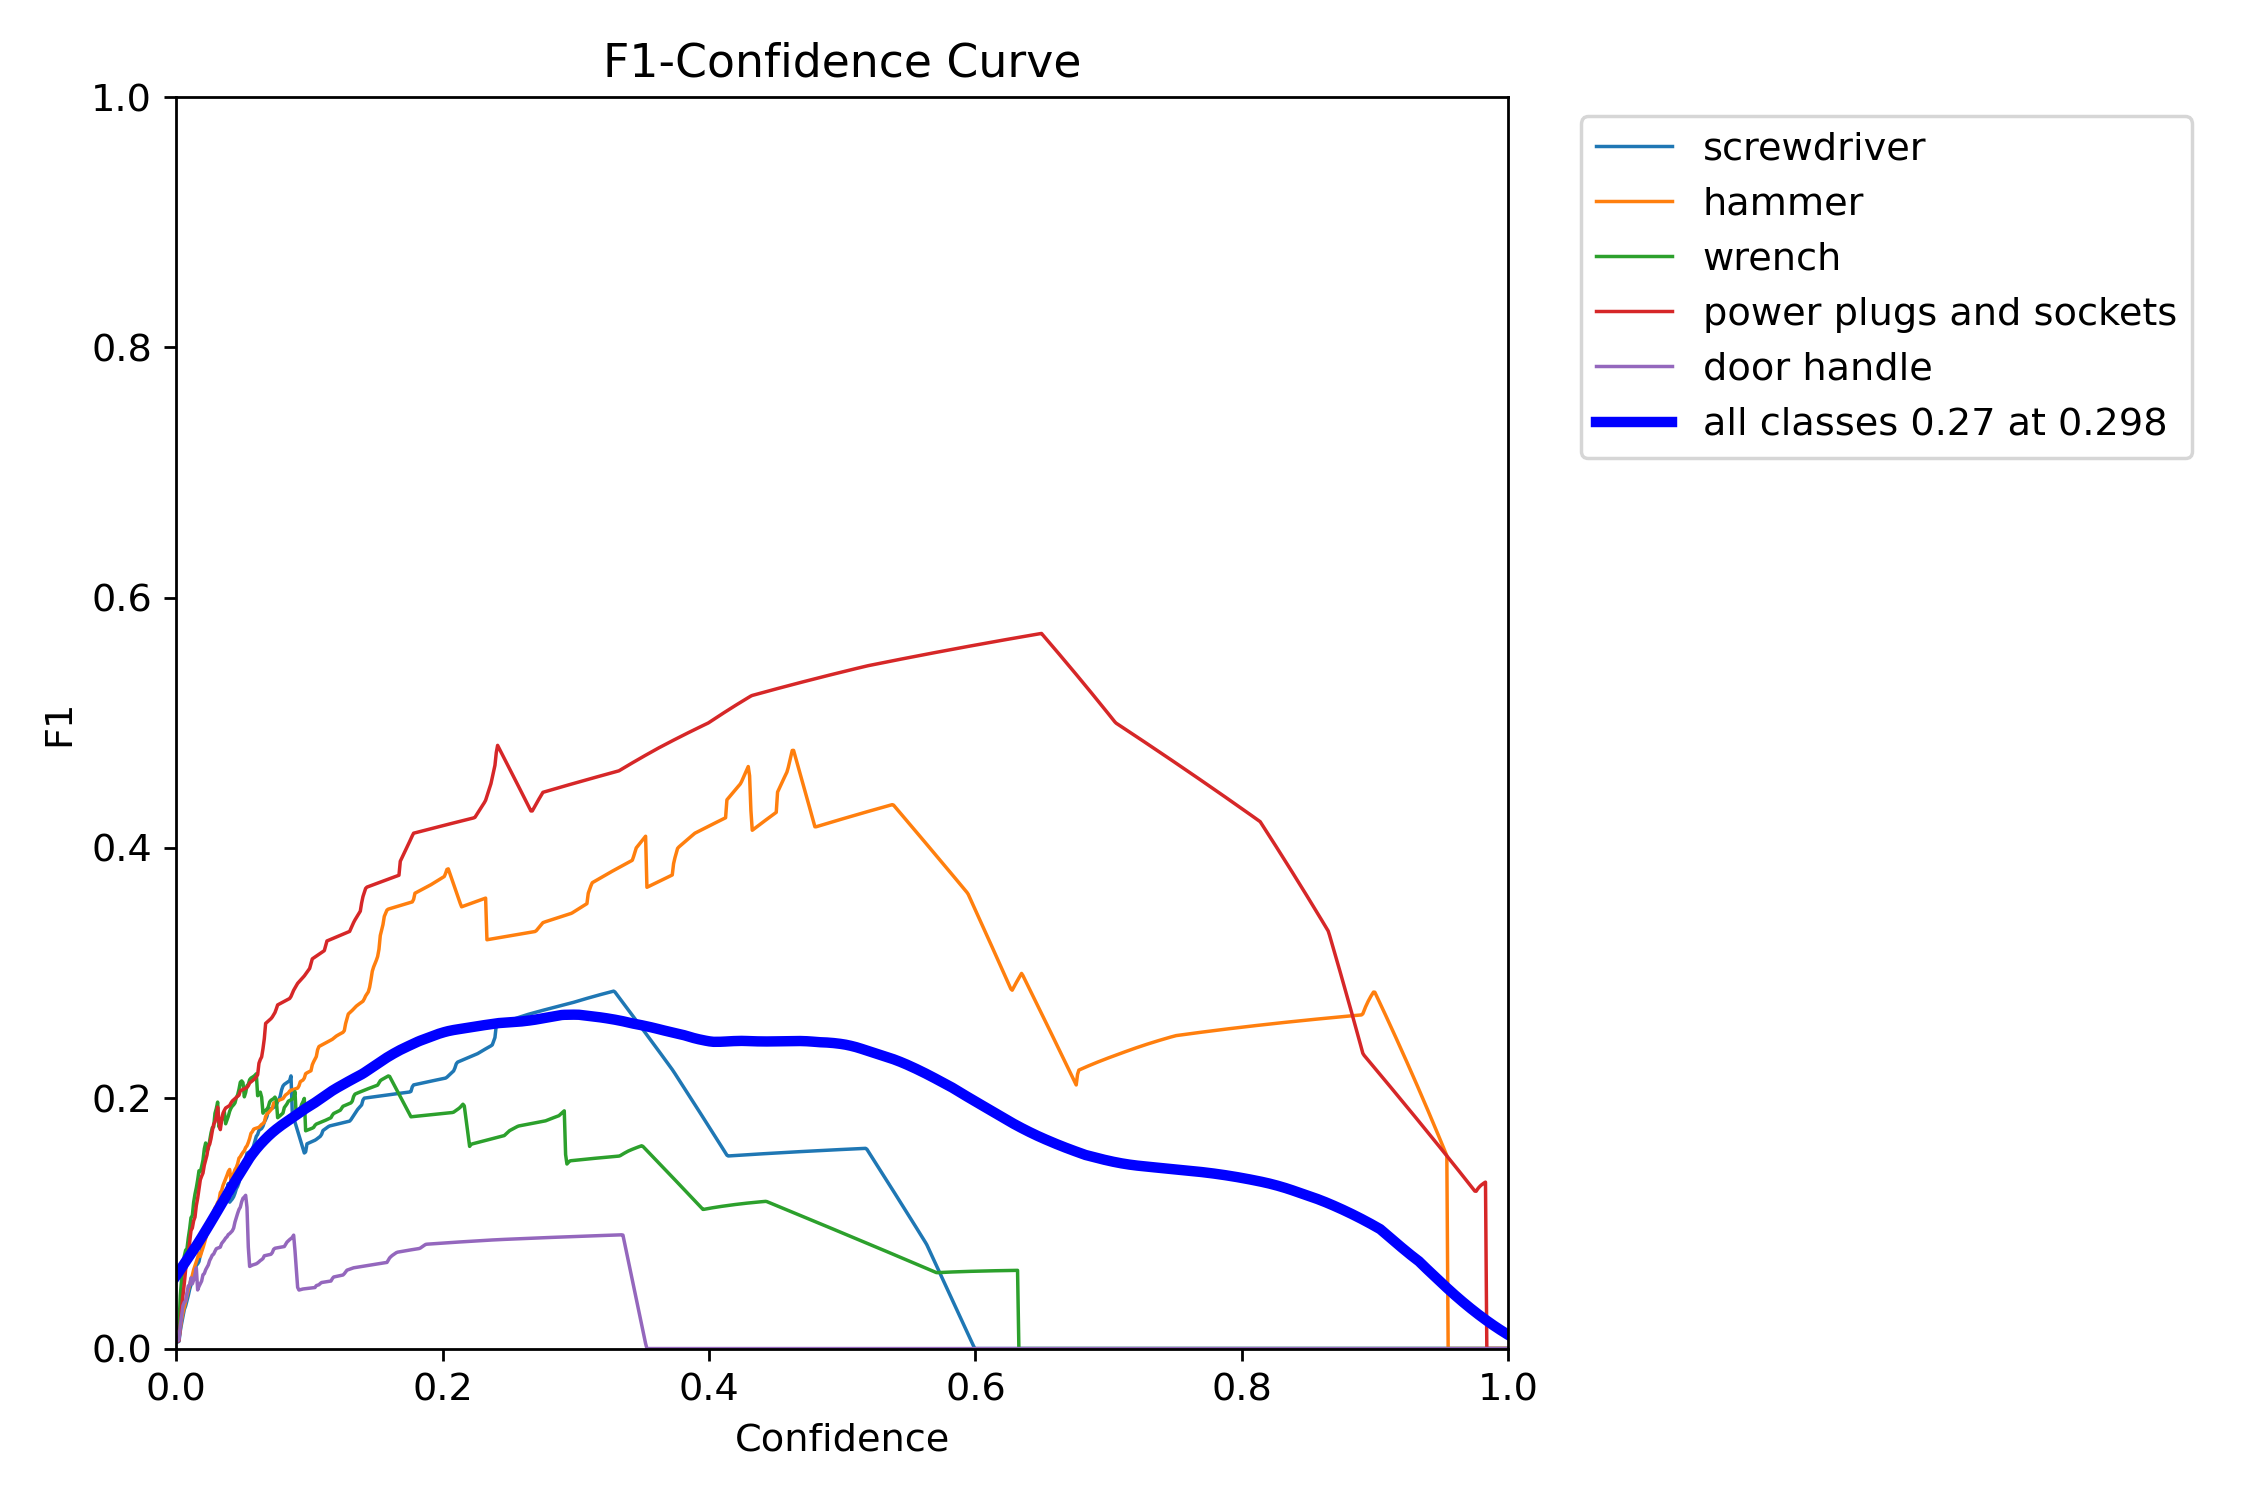 F1-Confidence Curve
1.0
0.8
0.6
0.4
0.2
0.0
F1
0.0 0.2 0.4 0.6 0.8 1.0
Confidence
screwdriver
hammer
wrench
power plugs and sockets
door handle
all classes 0.27 at 0.298